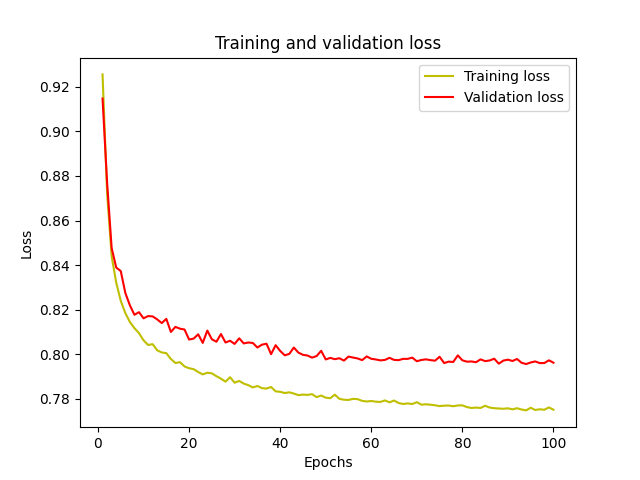 Training and validation loss
Training loss
Validation loss
0.92
0.90
0.88
0.86
0.84
0.82
0.80
0.78
Loss
0
20
40
60
80
100
Epochs